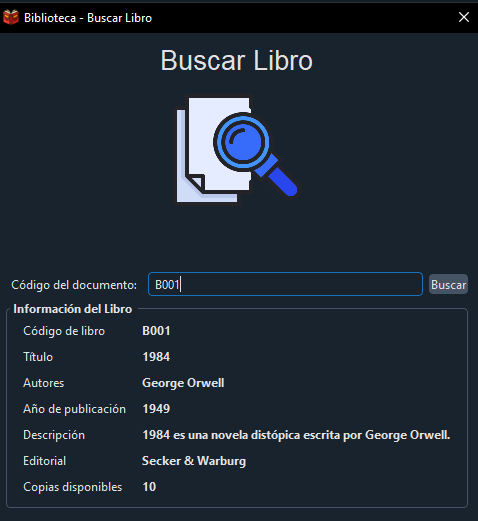 Biblioteca - Buscar Libro
Buscar Libro
Código del documento: B001 Buscar
Información del Libro
Código de libro B001
Título 1984
Autores George Orwell
Año de publicación 1949
Descripción 1984 es una novela distópica escrita por George Orwell.
Editorial Secker & Warburg
Copias disponibles 10